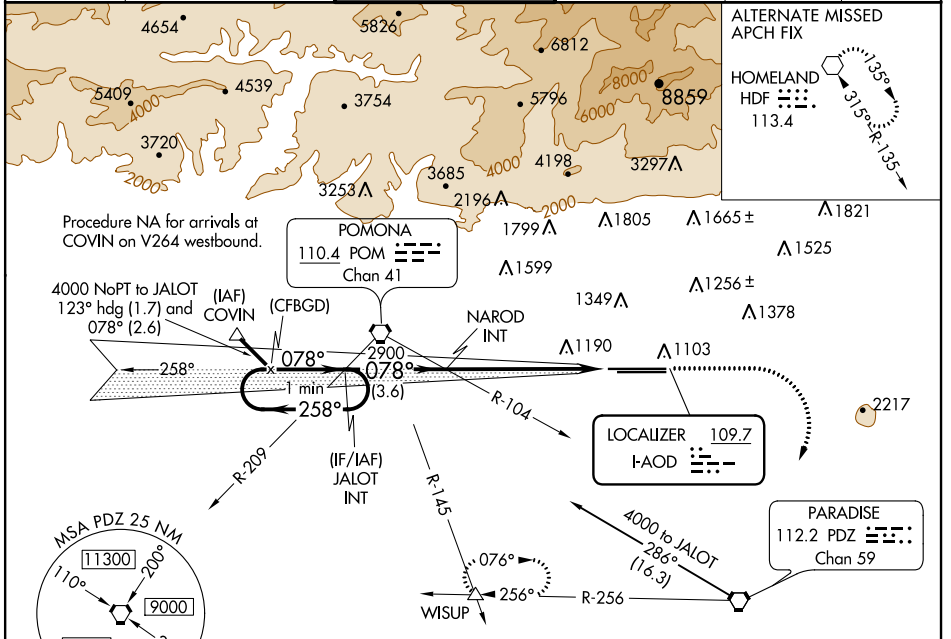 4654
5826
6812
8000
8859
5409
4000
4539
3754
5796
6000
3720
2000
4198
4000
3297
3253
3685
2196
2000
ALTERNATE MISSED
APCH FIX
HOMELAND
HDF
113.4
135°
315°
R-135
Procedure NA for arrivals at
COVIN on V264 westbound.
POMONA
110.4 POM
Chan 41
1799
1805
1665 ±
1821
1525
1599
1256 ±
1349
1378
4000 NoPT to JALOT
123° hdg (1.7) and
078° (2.6)
(IAF)
COVIN
(CFBGD)
NAROD
INT
1190
1103
258°
078°
2900
078°
(3.6)
1 min
258°
R-104
2217
R-209
(IF/IAF)
JALOT
INT
R-145
LOCALIZER 109.7
I-AOD
4000 to JALOT
286°
(16.3)
PARADISE
112.2 PDZ
Chan 59
MSA PDZ 25 NM
11300
110°
200°
9000
076°
256°
R-256
WISUP